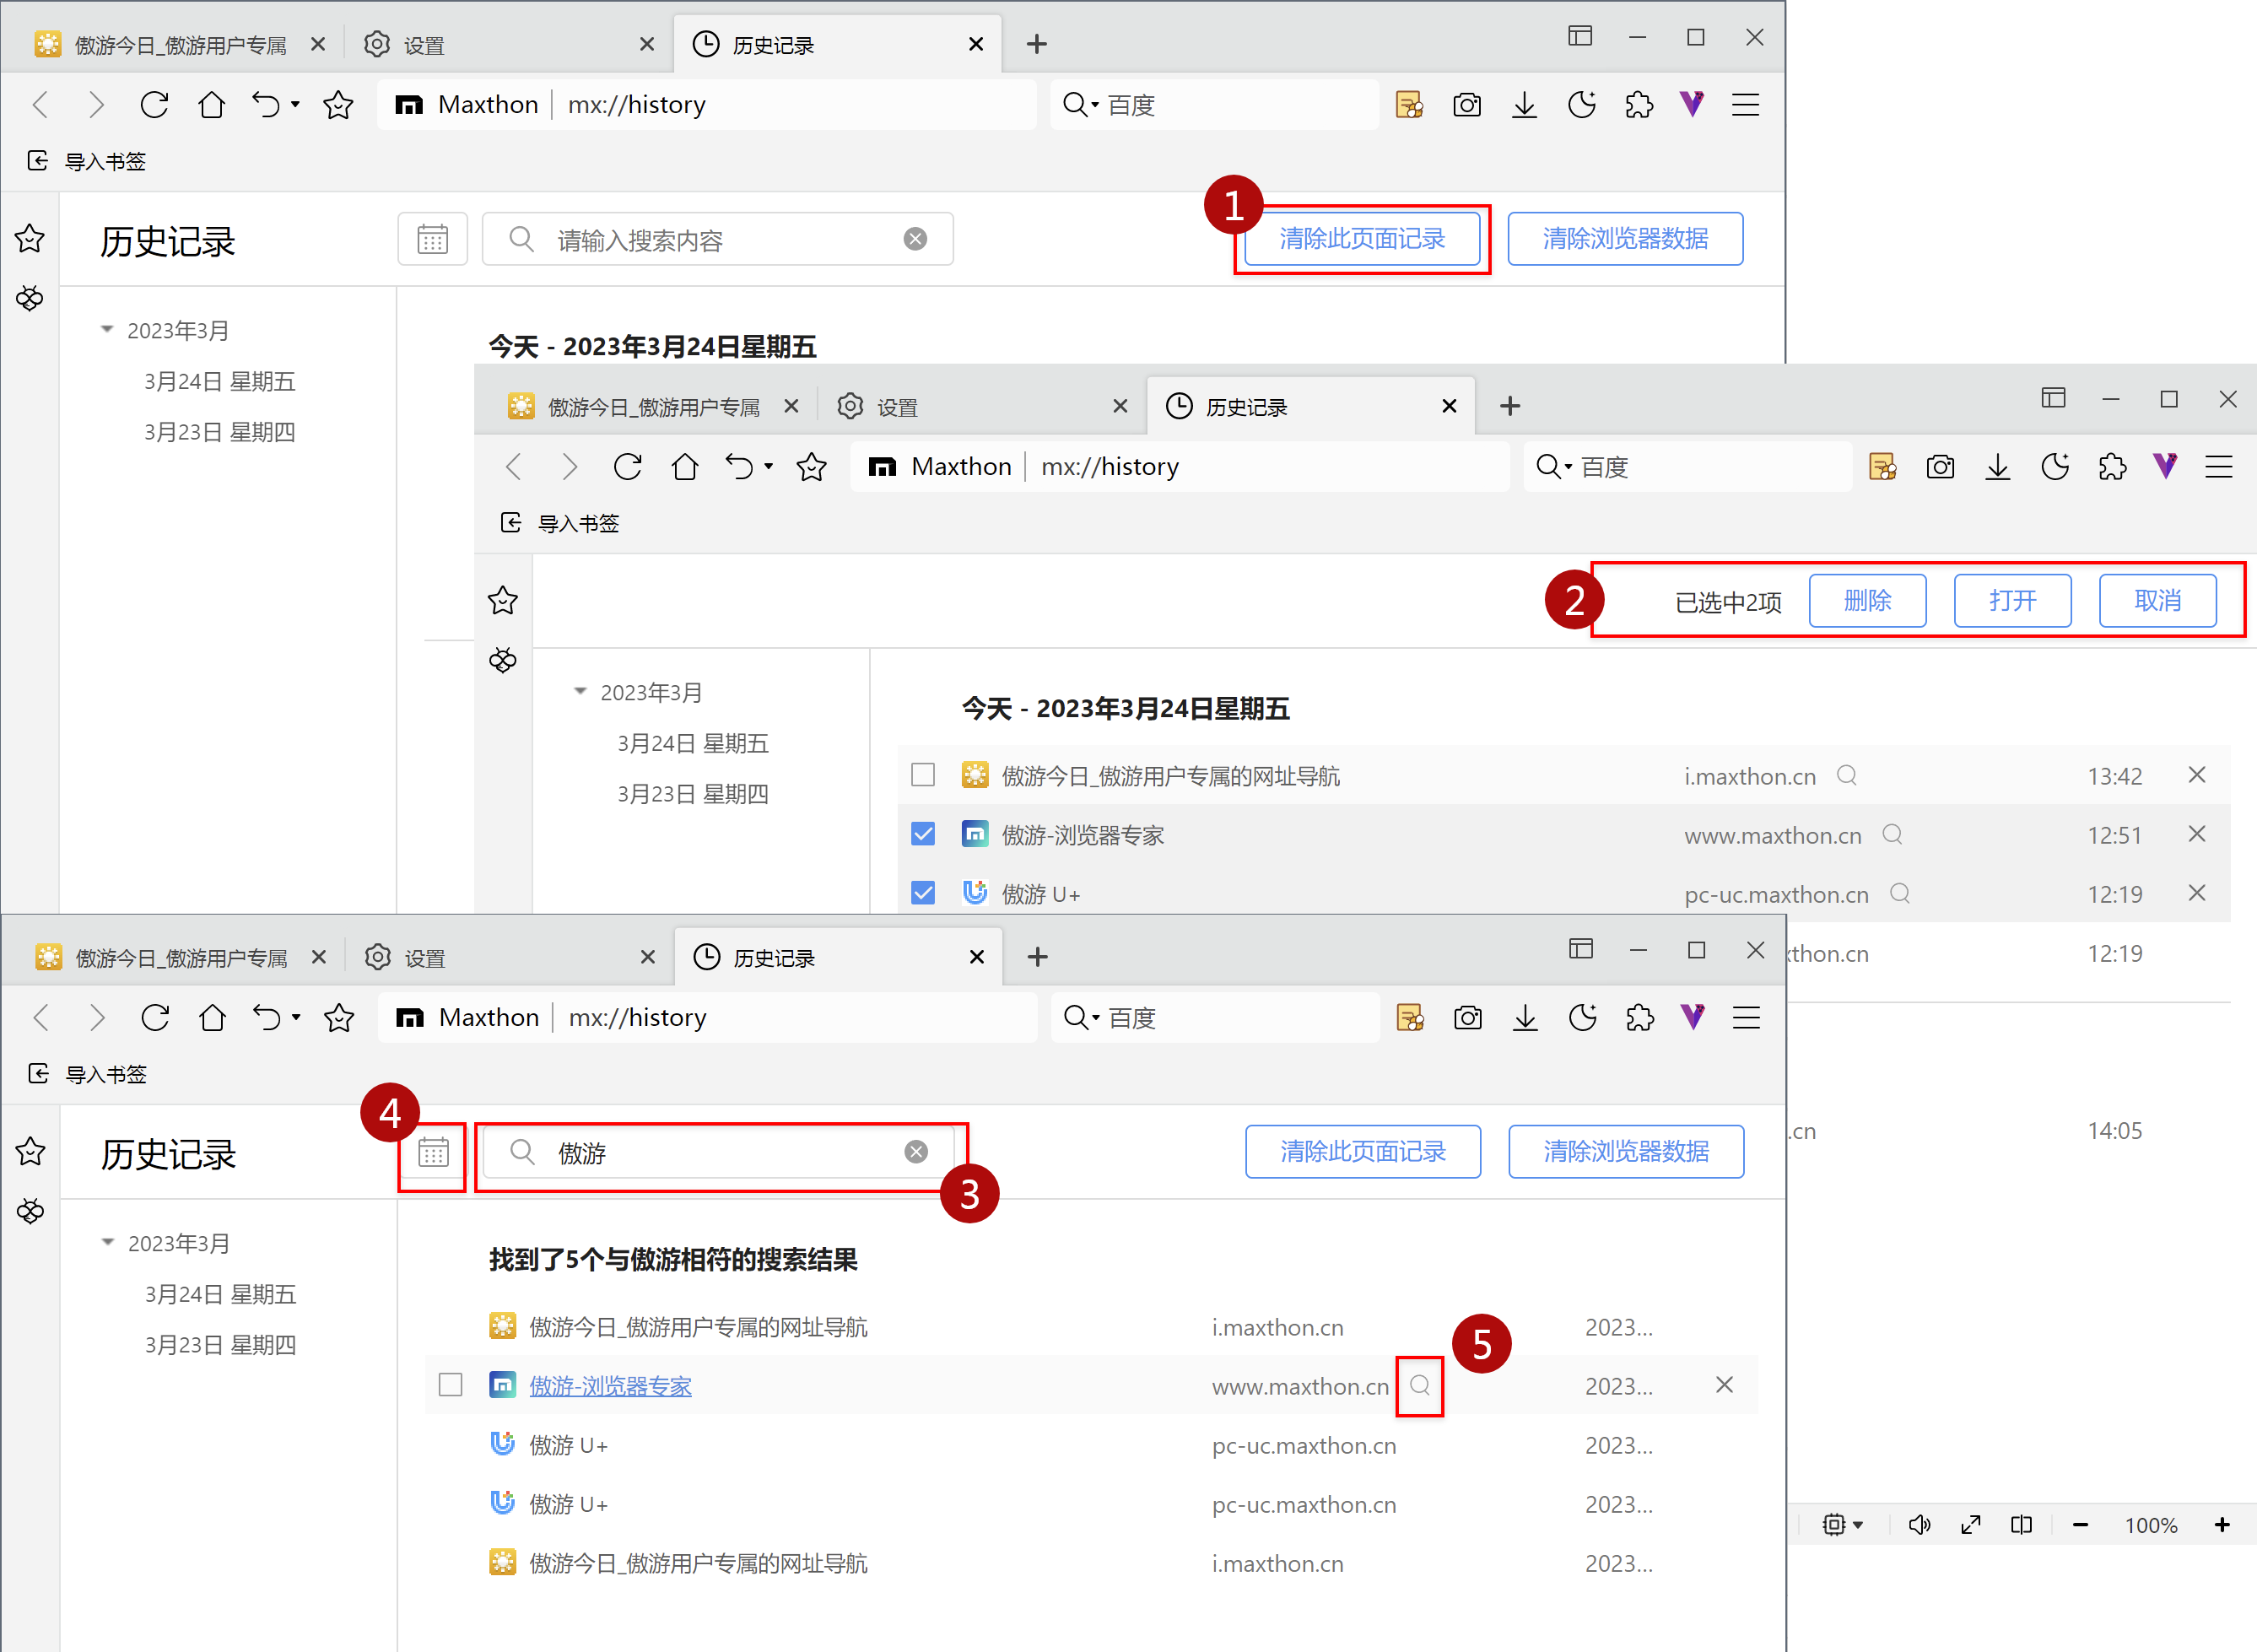 傲游今日_傲游用户专属
设置
历史记录
Maxthon
mx://history
百度
导入书签
历史记录
请输入搜索内容
1
清除此页面记录
清除浏览器数据
2023年3月
3月24日 星期五
3月23日 星期四
今天 - 2023年3月24日星期五
傲游今日_傲游用户专属
设置
历史记录
Maxthon
mx://history
百度
导入书签
2
已选中2项
删除
打开
取消
2023年3月
3月24日 星期五
3月23日 星期四
今天 - 2023年3月24日星期五
傲游今日_傲游用户专属的网址导航 i.maxthon.cn 13:42
傲游-浏览器专家 www.maxthon.cn 12:51
傲游 U+ pc-uc.maxthon.cn 12:19
thon.cn 12:19
.cn 14:05
100%
傲游今日_傲游用户专属
设置
历史记录
Maxthon
mx://history
百度
导入书签
历史记录
4
傲游
3
清除此页面记录
清除浏览器数据
2023年3月
3月24日 星期五
3月23日 星期四
找到了5个与傲游相符的搜索结果
傲游今日_傲游用户专属的网址导航 i.maxthon.cn 2023...
5
傲游-浏览器专家 www.maxthon.cn 2023...
傲游 U+ pc-uc.maxthon.cn 2023...
傲游 U+ pc-uc.maxthon.cn 2023...
傲游今日_傲游用户专属的网址导航 i.maxthon.cn 2023...